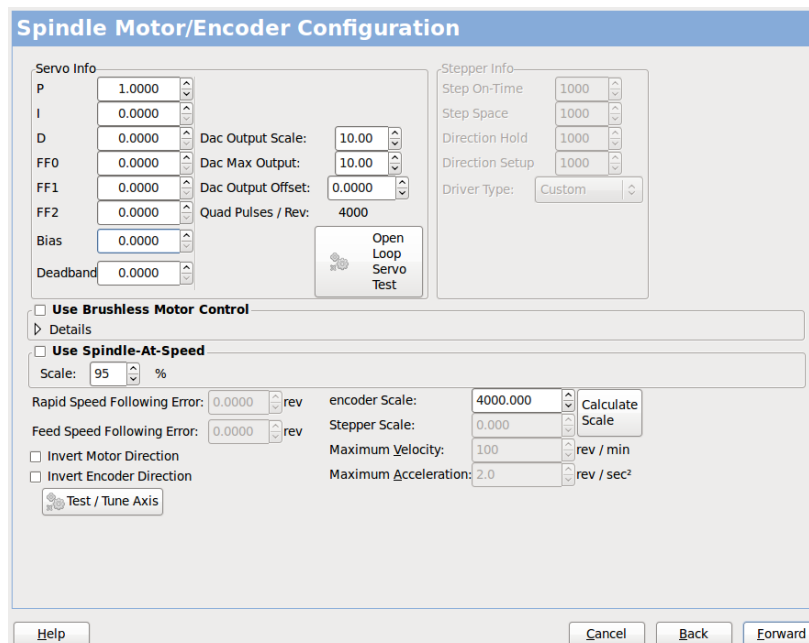 Spindle Motor/Encoder Configuration
Servo Info
P 1.0000
I 0.0000
D 0.0000 Dac Output Scale: 10.00
FF0 0.0000 Dac Max Output: 10.00
FF1 0.0000 Dac Output Offset: 0.0000
FF2 0.0000 Quad Pulses / Rev: 4000
Bias 0.0000
Deadband 0.0000
Open
Loop
Servo
Test
Stepper Info
Step On-Time 1000
Step Space 1000
Direction Hold 1000
Direction Setup 1000
Driver Type: Custom
Use Brushless Motor Control
Details
Use Spindle-At-Speed
Scale: 95 %
Rapid Speed Following Error: 0.0000 rev
Feed Speed Following Error: 0.0000 rev
Invert Motor Direction
Invert Encoder Direction
Test / Tune Axis
encoder Scale: 4000.000
Stepper Scale: 0.000
Calculate
Scale
Maximum Velocity: 100 rev / min
Maximum Acceleration: 2.0 rev / sec²
Help Cancel Back Forward